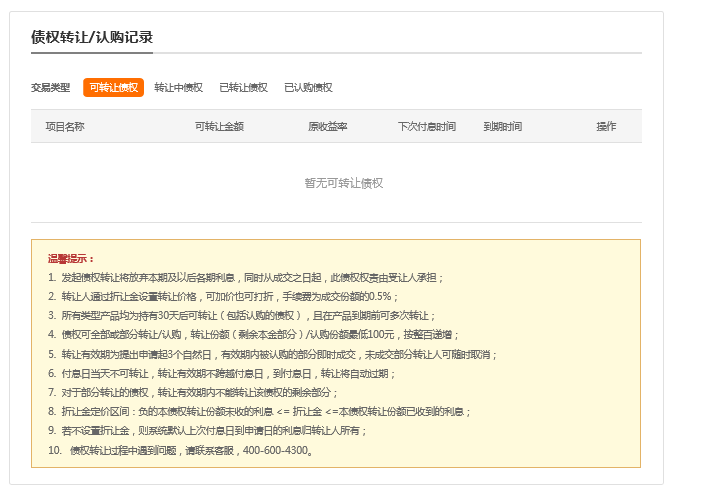 债权转让/认购记录
交易类型 可转让债权 转让中债权 已转让债权 已认购债权
项目名称 可转让金额 原收益率 下次付息时间 到期时间 操作
暂无可转让债权
温馨提示：
1. 发起债权转让将放弃本期及以后各期利息，同时从成交之日起，此债权权责由受让人承担；
2. 转让人通过折让金设置转让价格，可加价也可打折，手续费为成交份额的0.5%；
3. 所有类型产品均为持有30天后可转让（包括认购的债权），且在产品到期前可多次转让；
4. 债权可全部或部分转让/认购，转让份额（剩余本金部分）/认购份额最低100元，按整百递增；
5. 转让有效期为提出申请起3个自然日，有效期内被认购的部分即时成交，未成交部分转让人可随时取消；
6. 付息日当天不可转让，转让有效期不跨越付息日，到付息日，转让将自动过期；
7. 对于部分转让的债权，转让有效期内不能转让该债权的剩余部分；
8. 折让金定价区间：负的本债权转让份额未收的利息 <= 折让金 <=本债权转让份额已收到的利息；
9. 若不设置折让金，则系统默认上次付息日到申请日的利息归转让人所有；
10. 债权转让过程中遇到问题，请联系客服，400-600-4300。